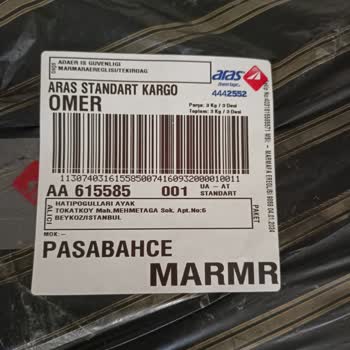 ADAER IS GUVENLIGI
MARMARAEREGLISI/TEKIRDAG
aras
4442552
ARAS STANDART KARGO
OMER
Parça: 3 Kg / 3 Desi
Toplam: 3 Kg / 3 Desi
1130740316155850074160932000010011
AA 615585 001 UA - AT
STANDART
ALICI
HATIPOGULLARI AYAK
TOKATKOY Mah.MEHMETAGA Sok. Apt.No:6
BEYKOZ/ISTANBUL
PAKET
MOK: --
PASABAHCE
MARMR